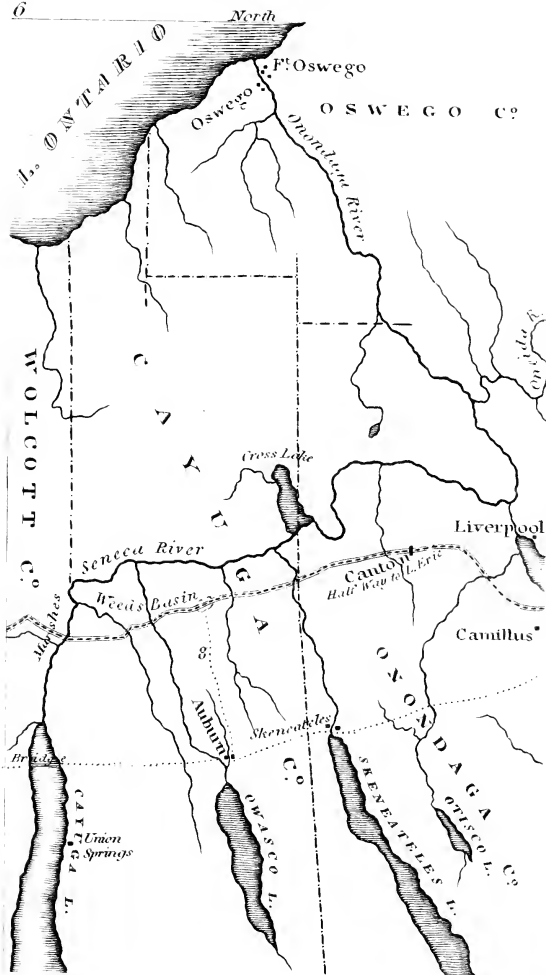 6
North
L. ONTARIO
Ft. Oswego
Oswego
OSWEGO Co.
Onondaga River
Oneida R.
WOLCOTT Co.
CAYUGA Co.
Cross Lake
Seneca River
Liverpool
Canton
Half Way to L. Erie
Weeds Basin
Marshes
Camillus
8
ONONDAGA Co.
Auburn
Skeneateles
Bridge
CAYUGA L.
Union
Springs
OWASCO L.
SKENEATELES L.
OTISCO L.